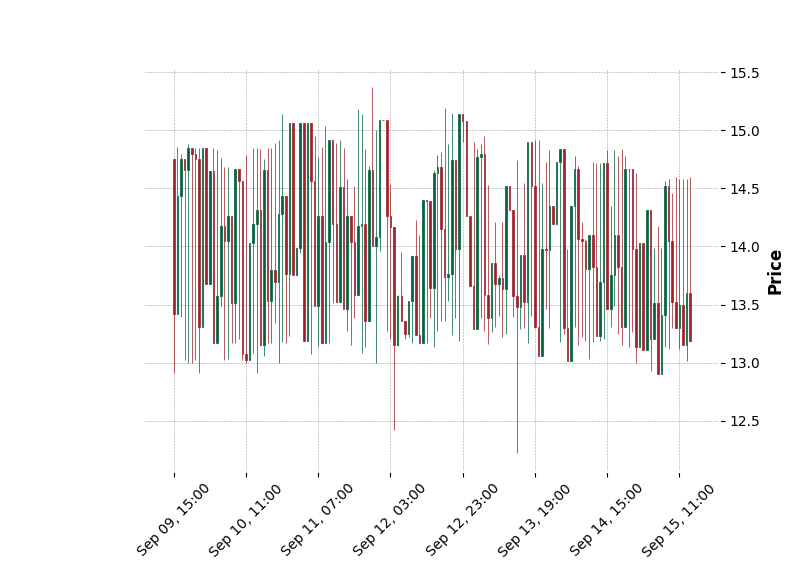 15.5
15.0
14.5
14.0
13.5
13.0
12.5
Price
Sep 09, 15:00
Sep 10, 11:00
Sep 11, 07:00
Sep 12, 03:00
Sep 12, 23:00
Sep 13, 19:00
Sep 14, 15:00
Sep 15, 11:00